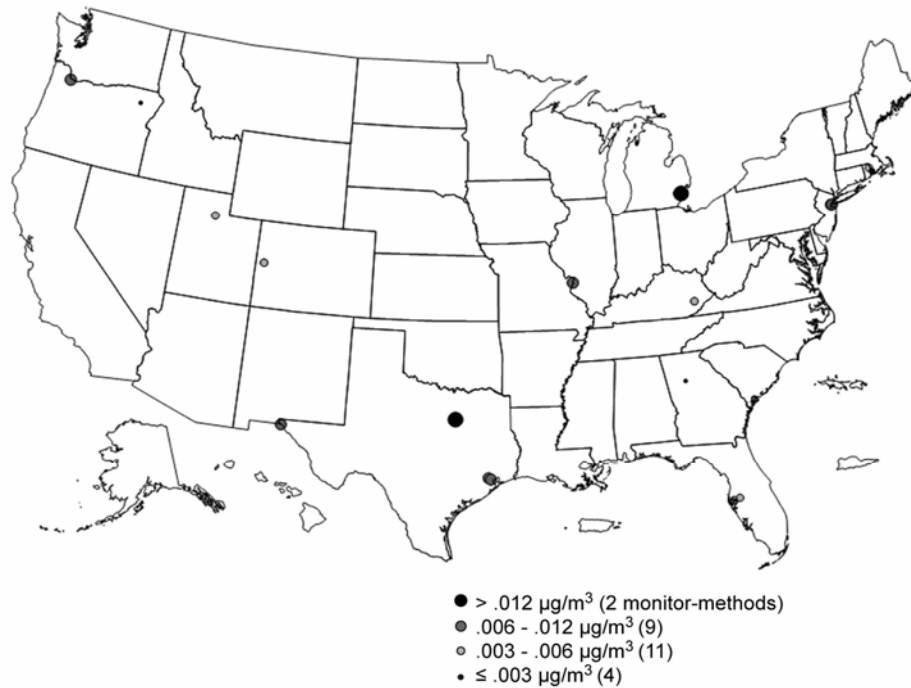 > .012 µg/m³ (2 monitor-methods)
.006 - .012 µg/m³ (9)
.003 - .006 µg/m³ (11)
≤ .003 µg/m³ (4)